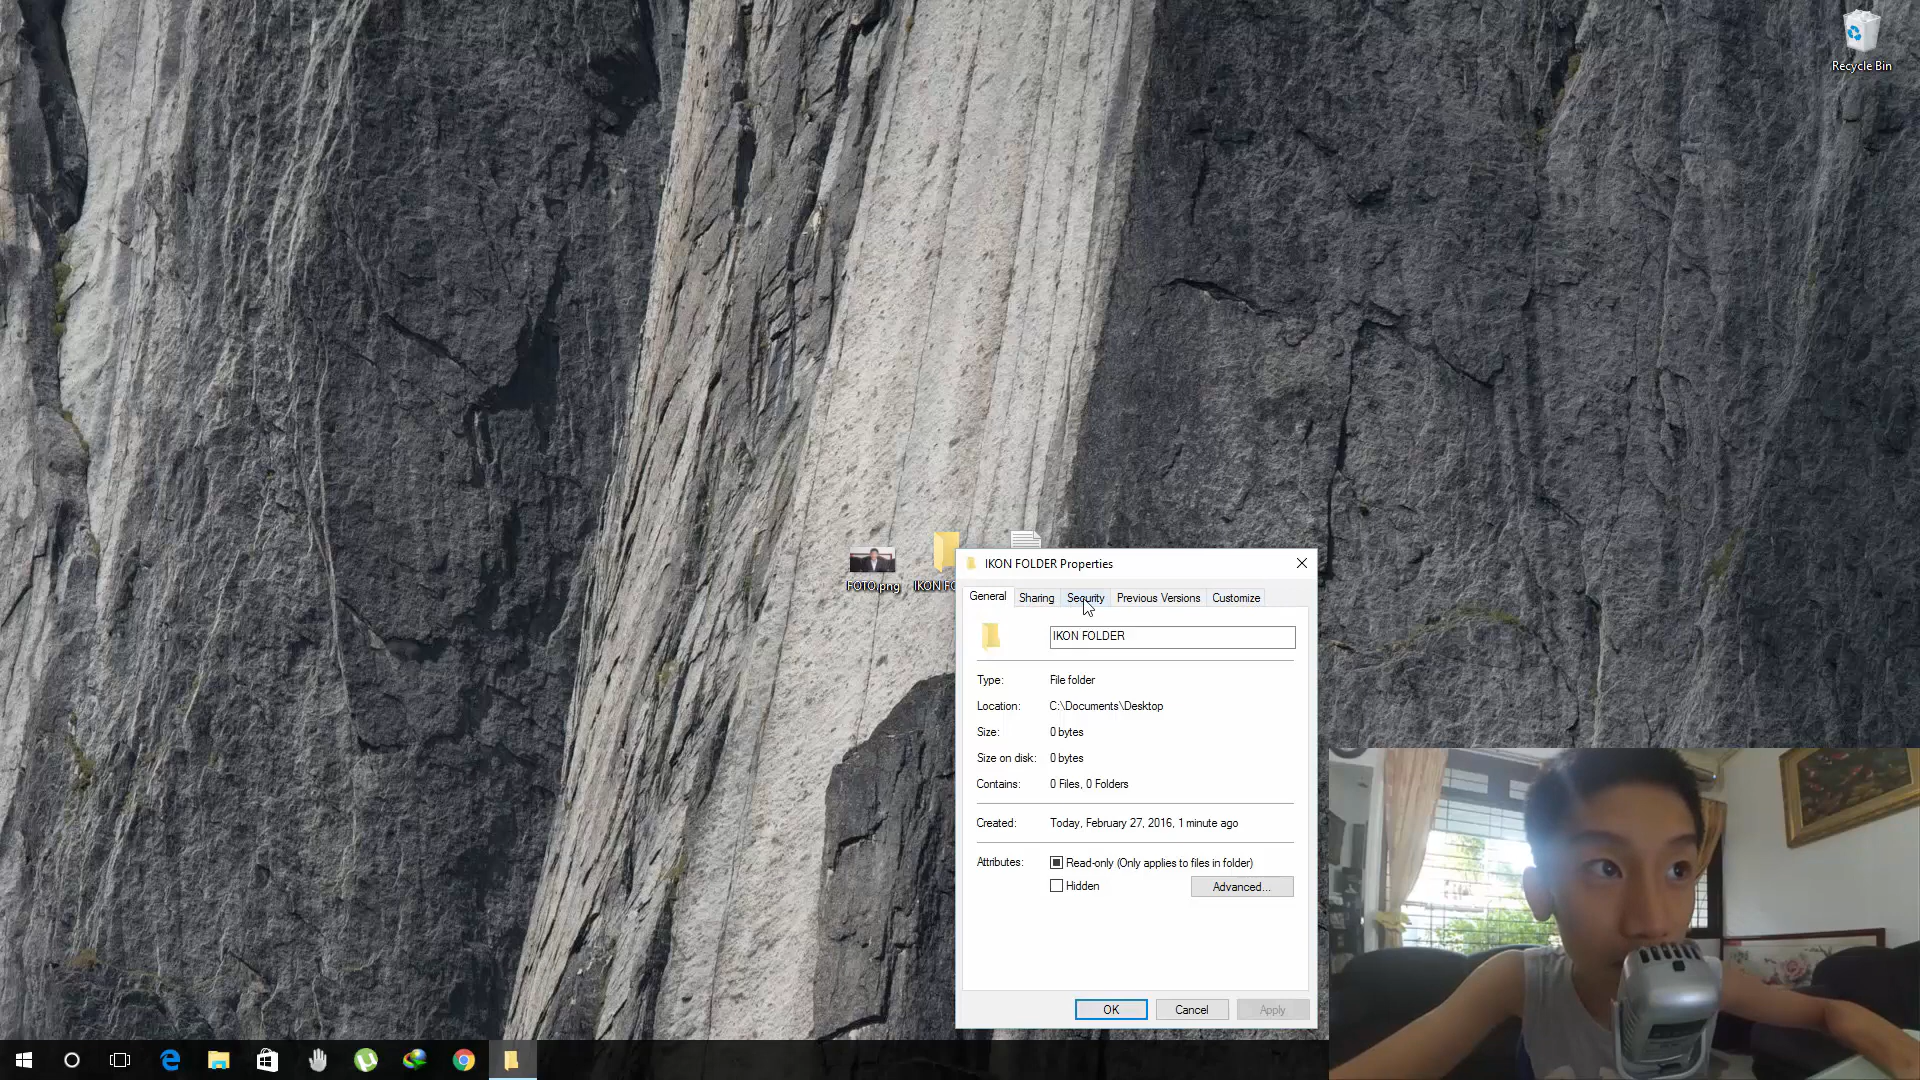 Recycle Bin
FOTO.png
IKON FO
IKON FOLDER Properties
General
Sharing
Security
Previous Versions
Customize
IKON FOLDER
Type:
File folder
Location:
C:\Documents\Desktop
Size:
0 bytes
Size on disk:
0 bytes
Contains:
0 Files, 0 Folders
Created:
Today, February 27, 2016, 1 minute ago
Attributes:
Read-only (Only applies to files in folder)
Hidden
Advanced...
OK
Cancel
Apply